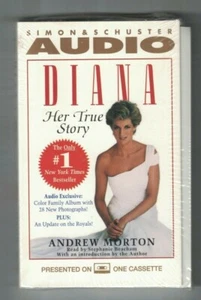 SIMON & SCHUSTER
AUDIO
DIANA
Her True
Story
The Only
#1
New York Times
Bestseller
Audio Exclusive:
Color Family Album with
28 New Photographs!
PLUS:
An Update on the Royals!
ANDREW MORTON
Read by Stephanie Beacham
With an introduction by the Author
PRESENTED ON ONE CASSETTE